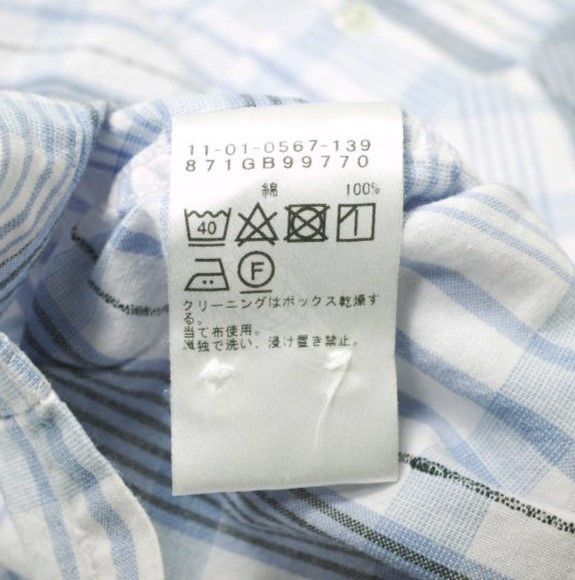 11-01-0567-139
871GB99770
綿 100%
40
F
クリーニングはボックス乾燥す
る。
当て布使用。
単独で洗い、浸け置き禁止。